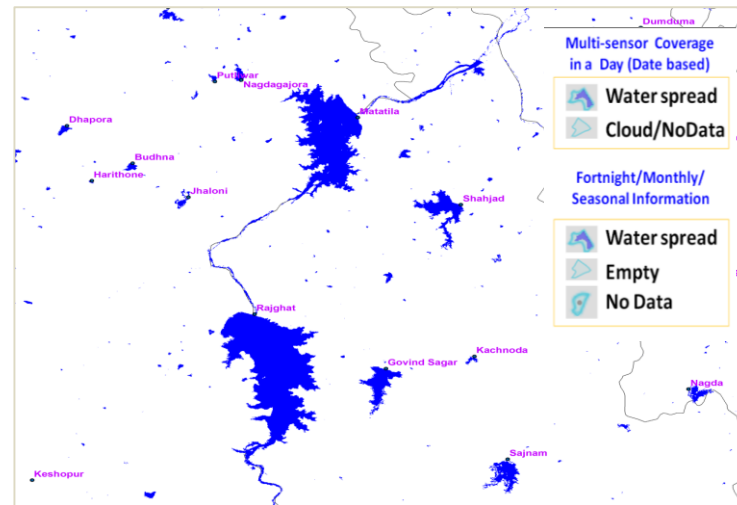 Dumduma
Multi-sensor Coverage
in a Day (Date based)
Water spread
Cloud/NoData
Fortnight/Monthly/
Seasonal Information
Water spread
Empty
No Data
Puthwar
Nagdagajora
Matatila
Dhapora
Budhna
Harithone
Jhaloni
Shahjad
Rajghat
Govind Sagar
Kachnoda
Nagda
Sajnam
Keshopur